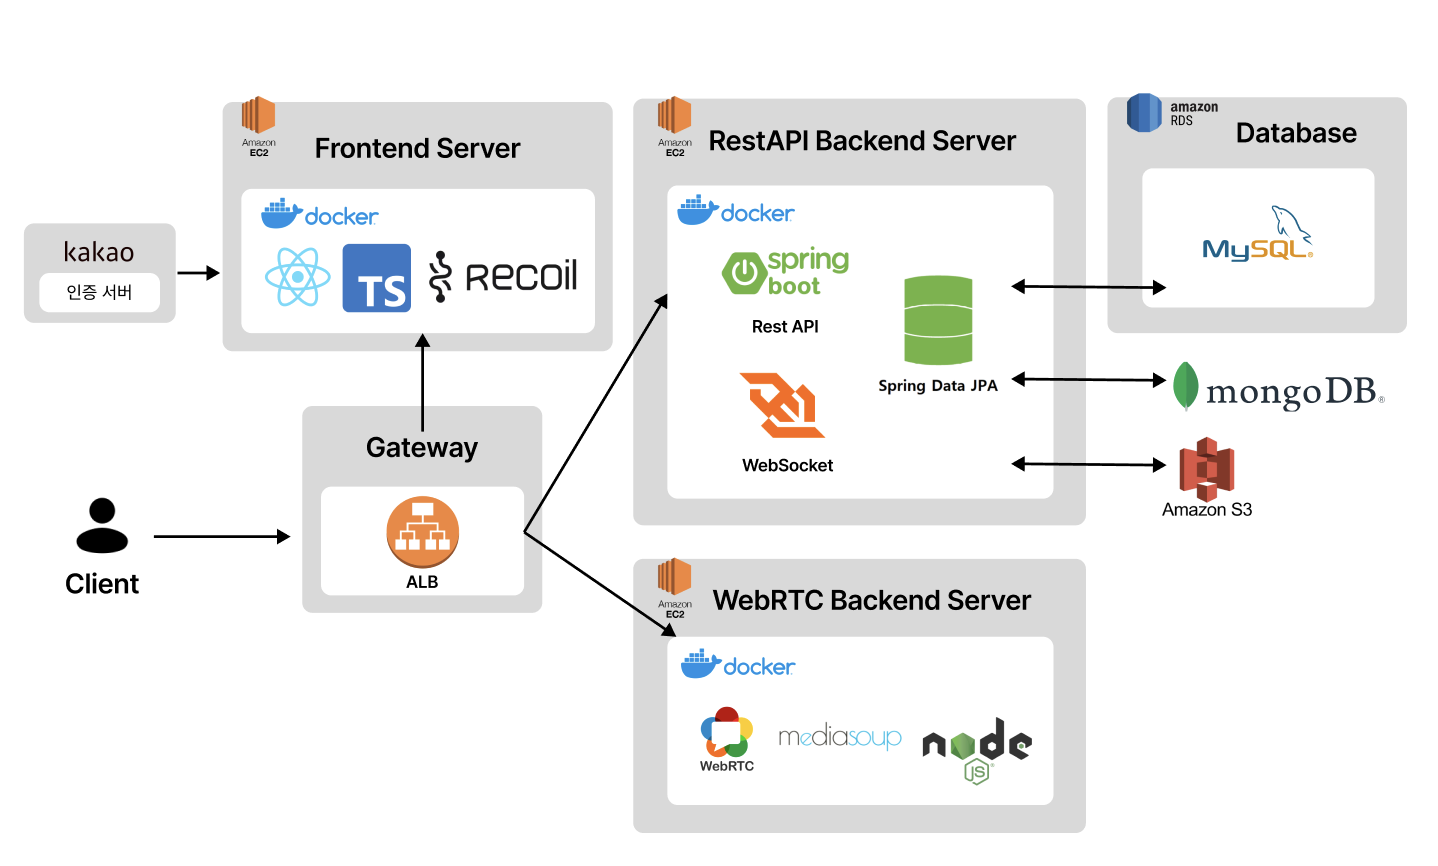 kakao
인증 서버
Amazon
EC2
Frontend Server
docker
TS
RECOIL
Gateway
ALB
Client
Amazon
EC2
RestAPI Backend Server
docker
spring
boot
Rest API
WebSocket
Spring Data JPA
amazon
RDS
Database
MySQL®
mongoDB®
Amazon S3
Amazon
EC2
WebRTC Backend Server
docker
WebRTC
mediasoup
node
JS